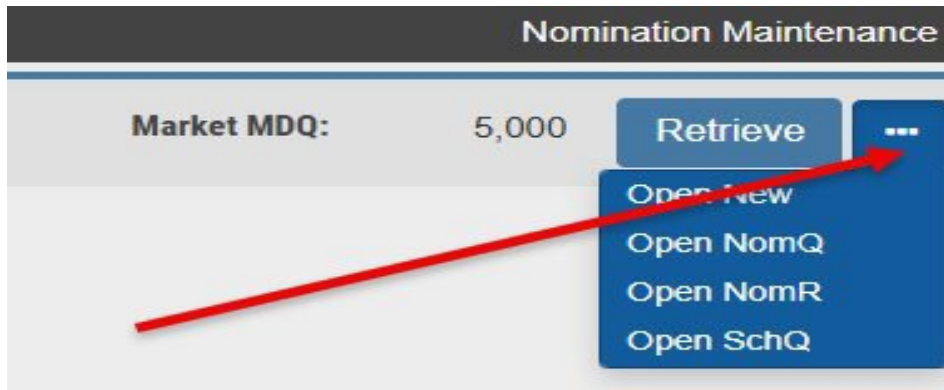 Nomination Maintenance
Market MDQ: 5,000 Retrieve ...
Open New
Open NomQ
Open NomR
Open SchQ